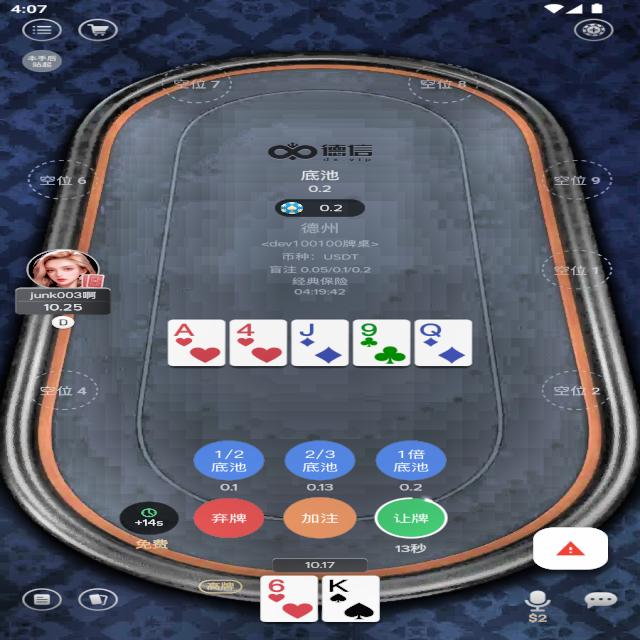 4:07
本手后
站起
空位 7
空位 8
德信
dx.vip
底池
0.2
空位 6
空位 9
0.2
德州
<dev100100牌桌>
币种： USDT
盲注 0.05/0.1/0.2
经典保险
04:19:42
空位 1
junk003啊
10.25
D
A
4
J
9
Q
空位 4
空位 2
1/2
底池
2/3
底池
1倍
底池
0.1
0.13
0.2
+14s
弃牌
加注
让牌
免费
13秒
10.17
高牌
6
K
$2